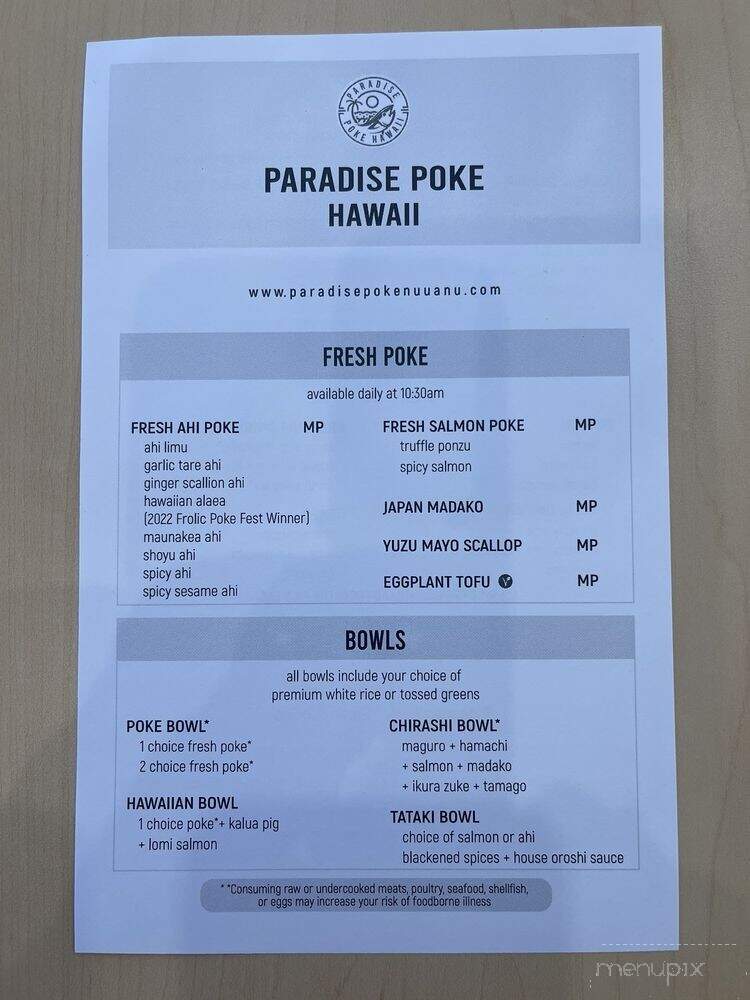 PARADISE
POKE HAWAII
PARADISE POKE
HAWAII
www.paradisepokenuuanu.com
FRESH POKE
available daily at 10:30am
FRESH AHI POKE MP
ahi limu
garlic tare ahi
ginger scallion ahi
hawaiian alaea
(2022 Frolic Poke Fest Winner)
maunakea ahi
shoyu ahi
spicy ahi
spicy sesame ahi
FRESH SALMON POKE MP
truffle ponzu
spicy salmon
JAPAN MADAKO MP
YUZU MAYO SCALLOP MP
EGGPLANT TOFU V MP
BOWLS
all bowls include your choice of
premium white rice or tossed greens
POKE BOWL*
1 choice fresh poke*
2 choice fresh poke*
HAWAIIAN BOWL
1 choice poke*+ kalua pig
+ lomi salmon
CHIRASHI BOWL*
maguro + hamachi
+ salmon + madako
+ ikura zuke + tamago
TATAKI BOWL
choice of salmon or ahi
blackened spices + house oroshi sauce
* *Consuming raw or undercooked meats, poultry, seafood, shellfish,
or eggs may increase your risk of foodborne illness
menupix